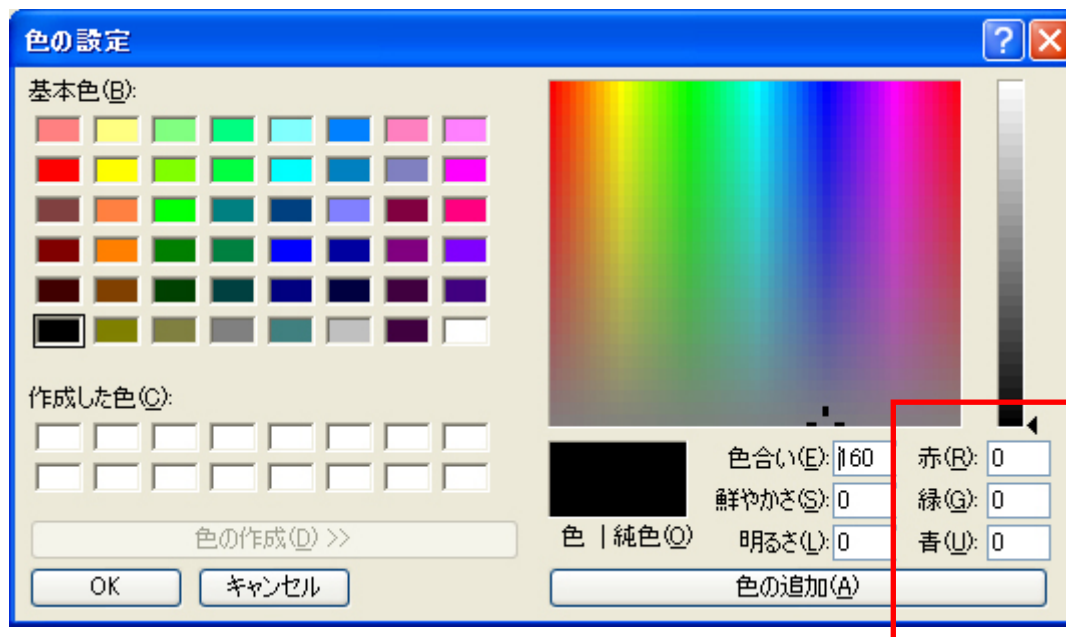 色の設定
基本色(B):
作成した色(C):
色の作成(D) >>
OK キャンセル
色 | 純色(O)
色合い(E): 160 赤(R): 0
鮮やかさ(S): 0 緑(G): 0
明るさ(L): 0 青(U): 0
色の追加(A)